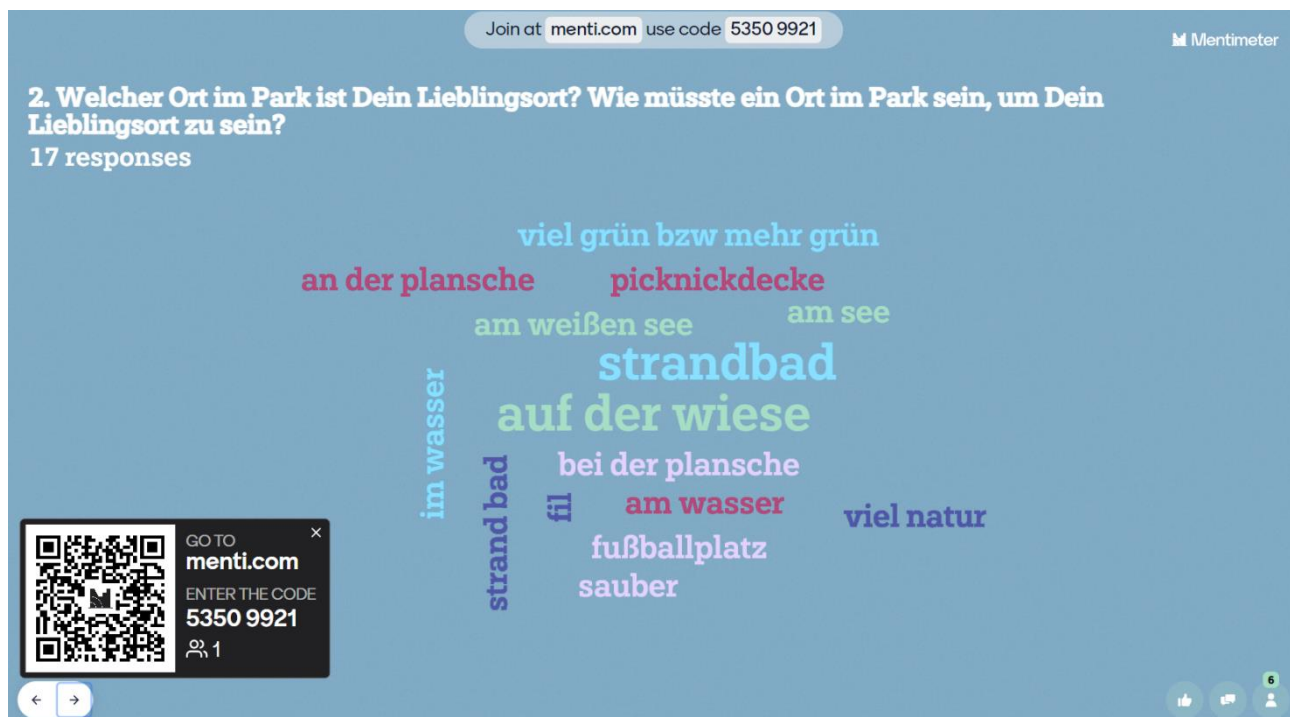 Join at menti.com use code 5350 9921
Mentimeter
2. Welcher Ort im Park ist Dein Lieblingsort? Wie müsste ein Ort im Park sein, um Dein
Lieblingsort zu sein?
17 responses
viel grün bzw mehr grün
an der plansche
picknickdecke
am weißen see
am see
strandbad
im wasser
auf der wiese
strand bad
fil
bei der plansche
am wasser
viel natur
fußballplatz
sauber
GO TO
menti.com
ENTER THE CODE
5350 9921
1
6